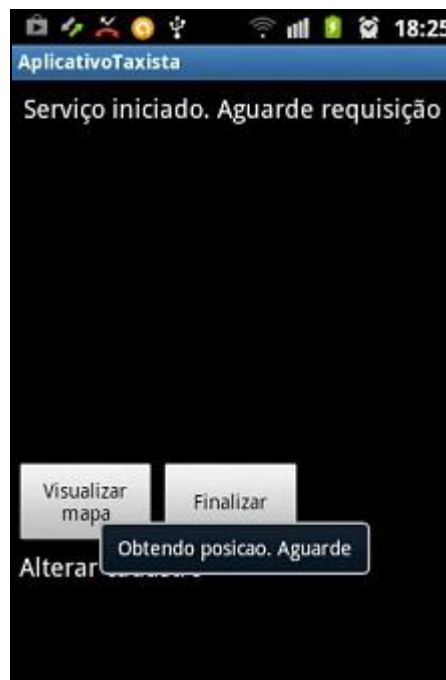 18:25
AplicativoTaxista
Serviço iniciado. Aguarde requisição
Visualizar
mapa
Finalizar
Obtendo posicao. Aguarde
Alterar